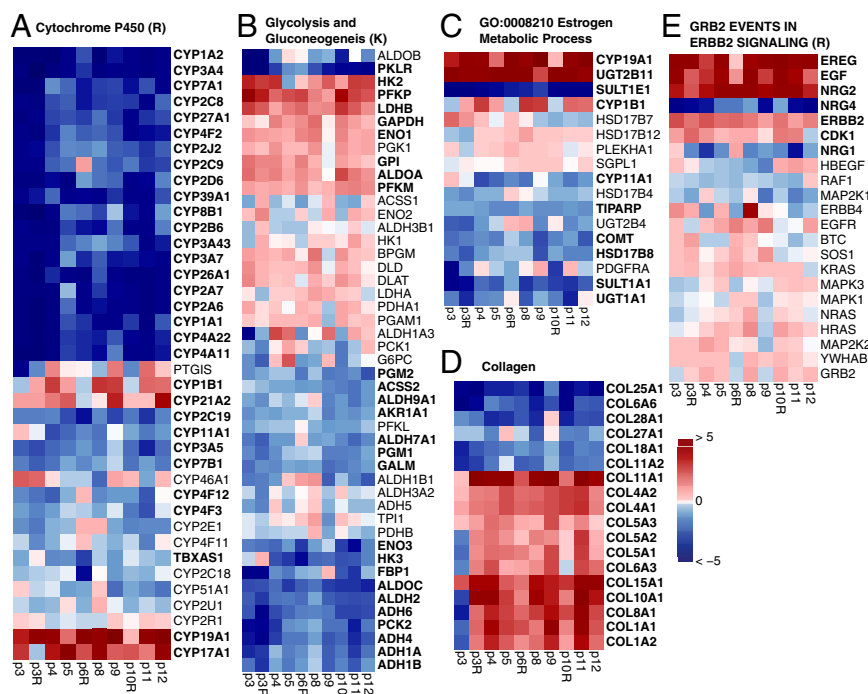 A Cytochrome P450 (R)
CYP1A2
CYP3A4
CYP7A1
CYP2C8
CYP27A1
CYP4F2
CYP2J2
CYP2C9
CYP2D6
CYP39A1
CYP8B1
CYP2B6
CYP3A43
CYP3A7
CYP26A1
CYP2A7
CYP2A6
CYP1A1
CYP4A22
CYP4A11
PTGIS
CYP1B1
CYP21A2
CYP2C19
CYP11A1
CYP3A5
CYP7B1
CYP46A1
CYP4F12
CYP4F3
CYP2E1
CYP4F11
TBXAS1
CYP2C18
CYP51A1
CYP2U1
CYP2R1
CYP19A1
CYP17A1
p3 p3R p4 p5 p6R p8 p9 p10R p11 p12
B Glycolysis and
Gluconeogeneis (K)
ALDOB
PKLR
HK2
PFKP
LDHB
GAPDH
ENO1
PGK1
GPI
ALDOA
PFKM
ACSS1
ENO2
ALDH3B1
HK1
BPGM
DLD
DLAT
LDHA
PDHA1
PGAM1
ALDH1A3
PCK1
G6PC
PGM2
ACSS2
ALDH9A1
AKR1A1
PFKL
ALDH7A1
PGM1
GALM
ALDH1B1
ALDH3A2
ADH5
TPI1
PDHB
ENO3
HK3
FBP1
ALDOC
ALDH2
ADH6
PCK2
ADH4
ADH1A
ADH1B
p3 p3R p4 p5 p6R p8 p9 p10 p11 p12
C GO:0008210 Estrogen
Metabolic Process
CYP19A1
UGT2B11
SULT1E1
CYP1B1
HSD17B7
HSD17B12
PLEKHA1
SGPL1
CYP11A1
HSD17B4
TIPARP
UGT2B4
COMT
HSD17B8
PDGFRA
SULT1A1
UGT1A1
p3 p3R p4 p5 p6R p8 p9 p10R p11 p12
D Collagen
COL25A1
COL6A6
COL28A1
COL27A1
COL18A1
COL11A2
COL11A1
COL4A2
COL4A1
COL5A3
COL5A2
COL5A1
COL6A3
COL15A1
COL10A1
COL8A1
COL1A1
COL1A2
p3 p3R p4 p5 p6R p8 p9 p10R p11 p12
E GRB2 EVENTS IN
ERBB2 SIGNALING (R)
EREG
EGF
NRG2
NRG4
ERBB2
CDK1
NRG1
HBEGF
RAF1
MAP2K1
ERBB4
EGFR
BTC
SOS1
KRAS
MAPK3
MAPK1
NRAS
HRAS
MAP2K2
YWHAB
GRB2
p3 p3R p4 p5 p6R p8 p9 p10R p11 p12
> 5
0
< -5